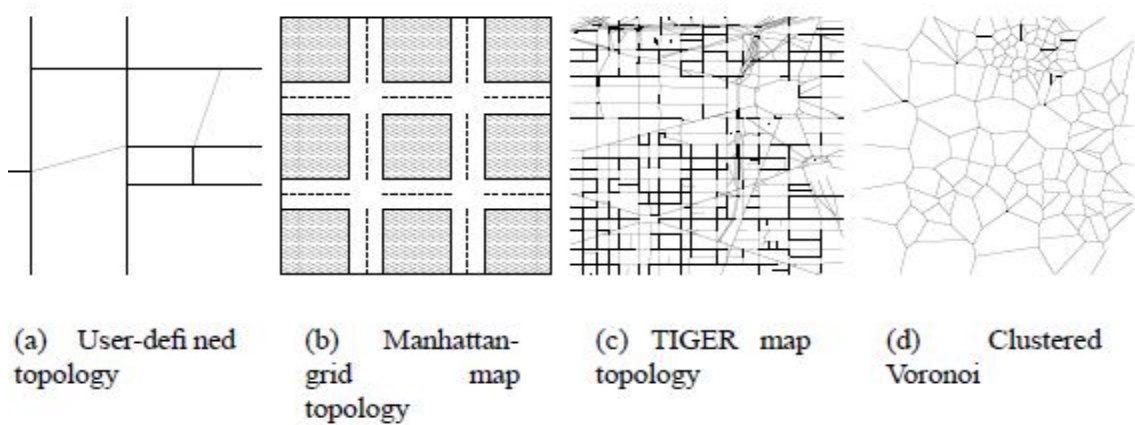 (a) User-defi ned
topology
(b) Manhattan-
grid map
topology
(c) TIGER map
topology
(d) Clustered
Voronoi